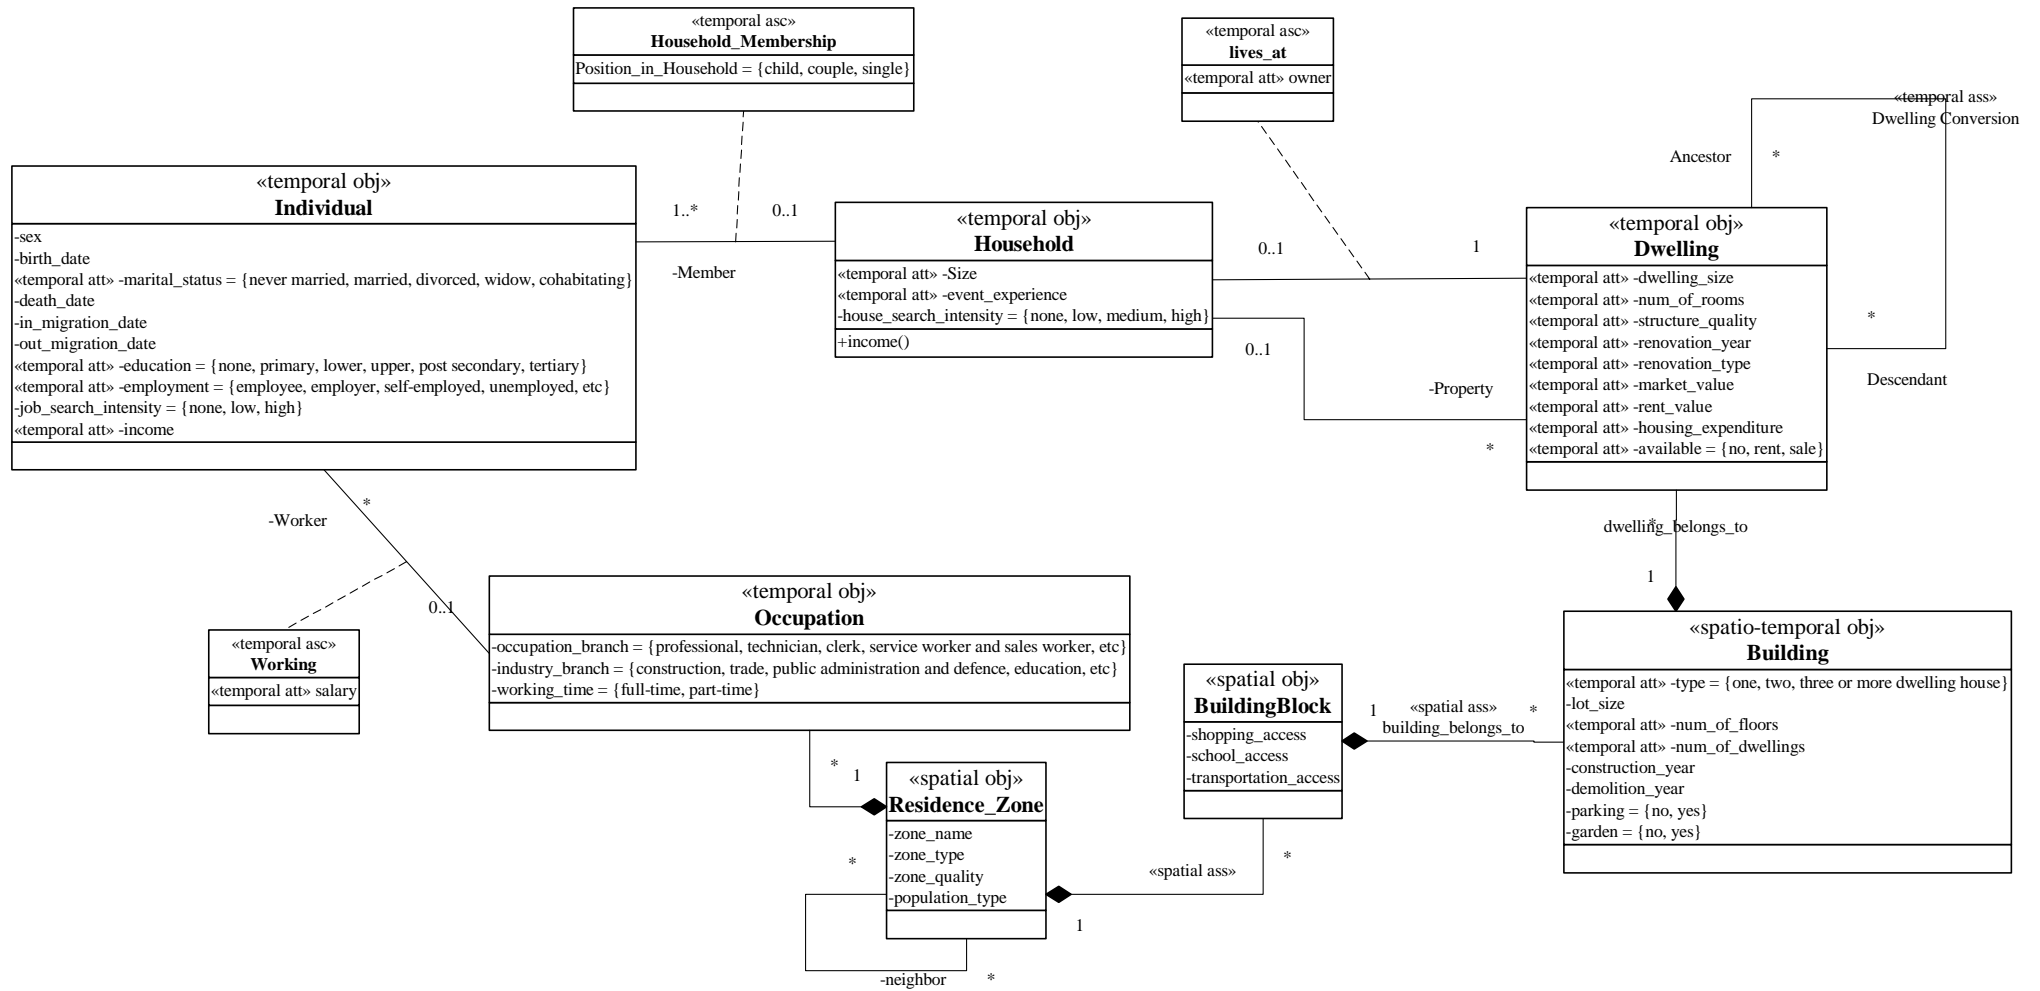 «temporal asc»
Household_Membership
Position_in_Household = {child, couple, single}
«temporal asc»
lives_at
«temporal att» owner
«temporal ass»
Dwelling Conversion
Ancestor
*
«temporal obj»
Individual
-sex
-birth_date
«temporal att» -marital_status = {never married, married, divorced, widow, cohabitating}
-death_date
-in_migration_date
-out_migration_date
«temporal att» -education = {none, primary, lower, upper, post secondary, tertiary}
«temporal att» -employment = {employee, employer, self-employed, unemployed, etc}
-job_search_intensity = {none, low, high}
«temporal att» -income
1..*
0..1
-Member
«temporal obj»
Household
«temporal att» -Size
«temporal att» -event_experience
-house_search_intensity = {none, low, medium, high}
+income()
0..1
1
0..1
-Property
*
«temporal obj»
Dwelling
«temporal att» -dwelling_size
«temporal att» -num_of_rooms
«temporal att» -structure_quality
«temporal att» -renovation_year
«temporal att» -renovation_type
«temporal att» -market_value
«temporal att» -rent_value
«temporal att» -housing_expenditure
«temporal att» -available = {no, rent, sale}
*
Descendant
*
-Worker
0..1
«temporal asc»
Working
«temporal att» salary
«temporal obj»
Occupation
-occupation_branch = {professional, technician, clerk, service worker and sales worker, etc}
-industry_branch = {construction, trade, public administration and defence, education, etc}
-working_time = {full-time, part-time}
dwelling_belongs_to
*
1
«spatio-temporal obj»
Building
«temporal att» -type = {one, two, three or more dwelling house}
-lot_size
«temporal att» -num_of_floors
«temporal att» -num_of_dwellings
-construction_year
-demolition_year
-parking = {no, yes}
-garden = {no, yes}
«spatial obj»
BuildingBlock
-shopping_access
-school_access
-transportation_access
1
«spatial ass»
building_belongs_to
*
*
1
«spatial obj»
Residence_Zone
-zone_name
-zone_type
-zone_quality
-population_type
*
«spatial ass»
*
1
-neighbor
*